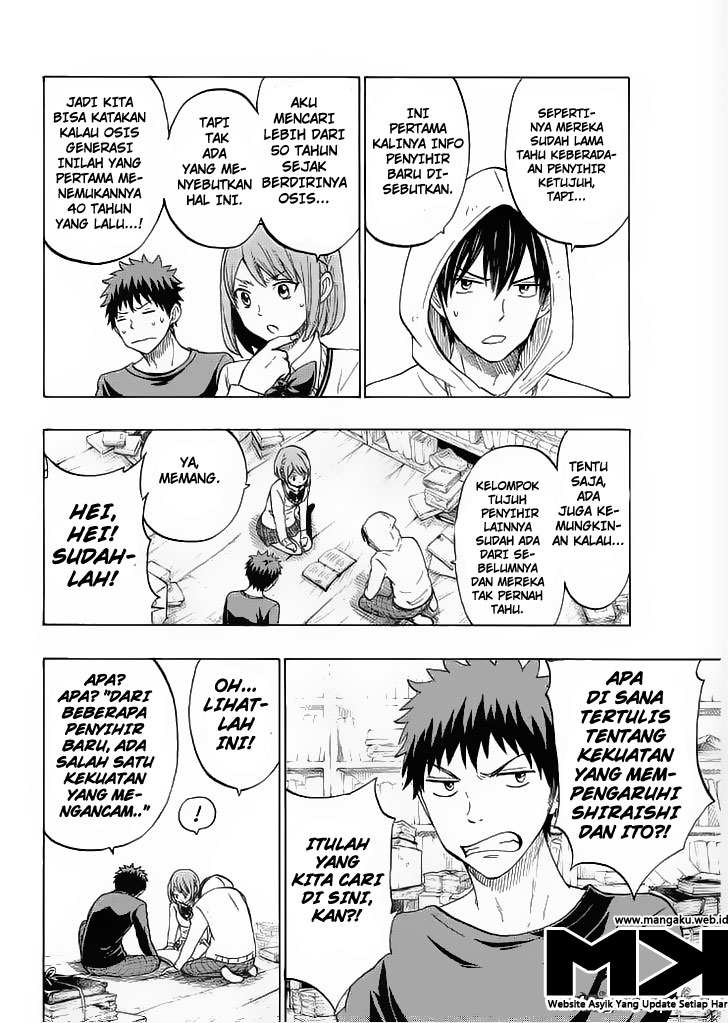 SEPERTI-
NYA MEREKA
SUDAH LAMA
TAHU KEBERADA-
AN PENYIHIR
KETUJUH,
TAPI...
INI
PERTAMA
KALINYA INFO
PENYIHIR
BARU DI-
SEBUTKAN.
AKU
MENCARI
LEBIH DARI
50 TAHUN
SEJAK
BERDIRINYA
OSIS...
TAPI
TAK
ADA
YANG ME-
NYEBUTKAN
HAL INI.
JADI KITA
BISA KATAKAN
KALAU OSIS
GENERASI
INILAH YANG
PERTAMA ME-
NEMUKANNYA
40 TAHUN
YANG LALU...!
TENTU
SAJA,
ADA
JUGA KE-
MUNGKIN-
AN KALAU...
KELOMPOK
TUJUH
PENYIHIR
LAINNYA
SUDAH ADA
DARI SE-
BELUMNYA
DAN MEREKA
TAK PERNAH
TAHU.
YA,
MEMANG.
HEI,
HEI!
SUDAH-
LAH!
APA
DI SANA
TERTULIS
TENTANG
KEKUATAN
YANG MEM-
PENGARUHI
SHIRAISHI
DAN ITO?!
ITULAH
YANG
KITA CARI
DI SINI,
KAN?!
OH...
LIHAT-
LAH
INI!
APA?
APA? "DARI
BEBERAPA
PENYIHIR
BARU, ADA
SALAH SATU
KEKUATAN
YANG ME-
NGANCAM.."
!
www.mangaku.web.id
MK
Website Asyik Yang Update Setiap Har